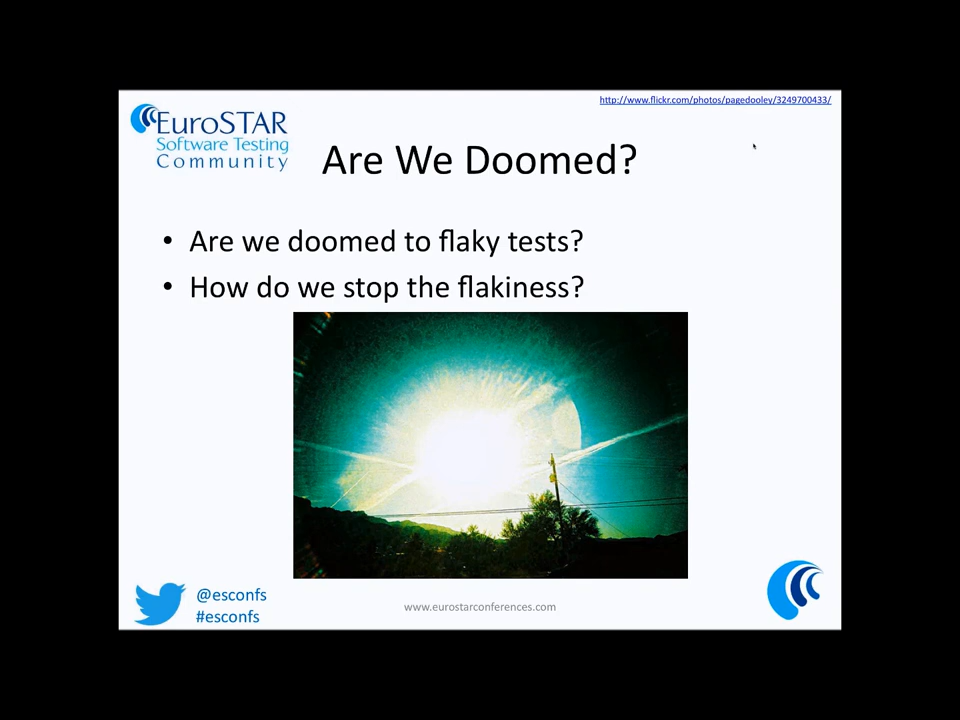 http://www.flickr.com/photos/pagedooley/3249700433/
EuroSTAR
Software Testing
Community
Are We Doomed?
• Are we doomed to flaky tests?
• How do we stop the flakiness?
@esconfs
#esconfs
www.eurostarconferences.com